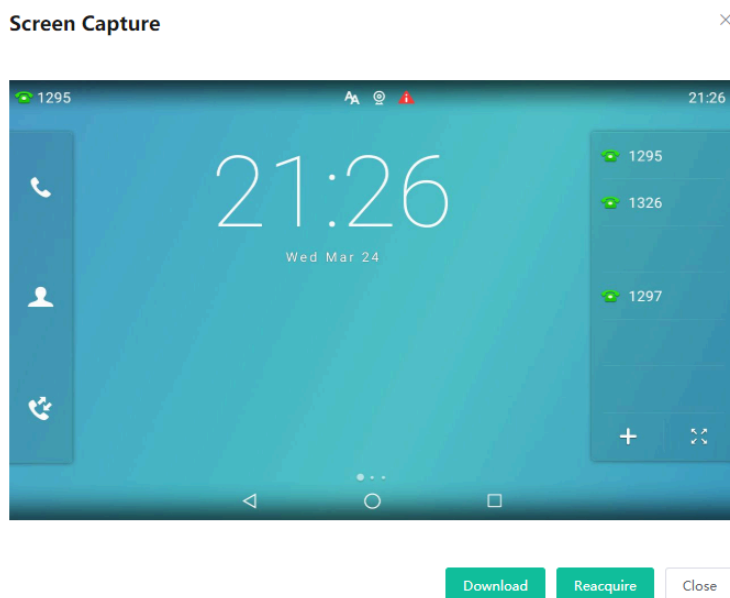 Screen Capture
1295
21:26
21:26
Wed Mar 24
1295
1326
1297
Download
Reacquire
Close